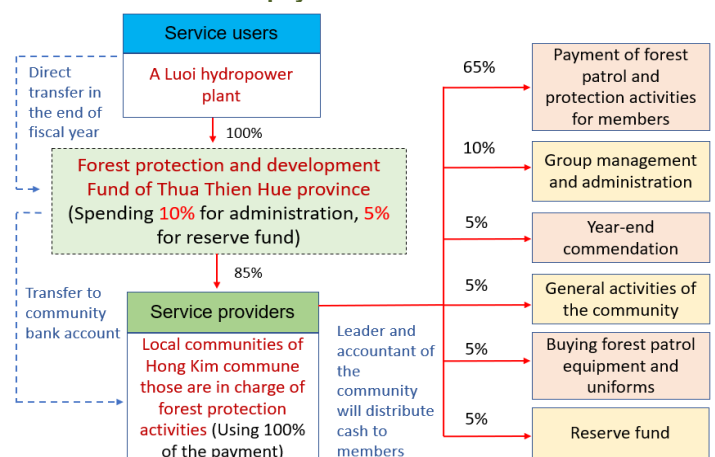 Service users
A Luoi hydropower
plant
Direct
transfer in
the end of
fiscal year
100%
Forest protection and development
Fund of Thua Thien Hue province
(Spending 10% for administration, 5%
for reserve fund)
85%
Transfer to
community
bank account
Service providers
Local communities of
Hong Kim commune
those are in charge of
forest protection
activities (Using 100%
of the payment)
Leader and
accountant of
the
community
will distribute
cash to
members
65%
Payment of forest
patrol and
protection activities
for members
10%
Group management
and administration
5%
Year-end
commendation
5%
General activities of
the community
5%
Buying forest patrol
equipment and
uniforms
5%
Reserve fund